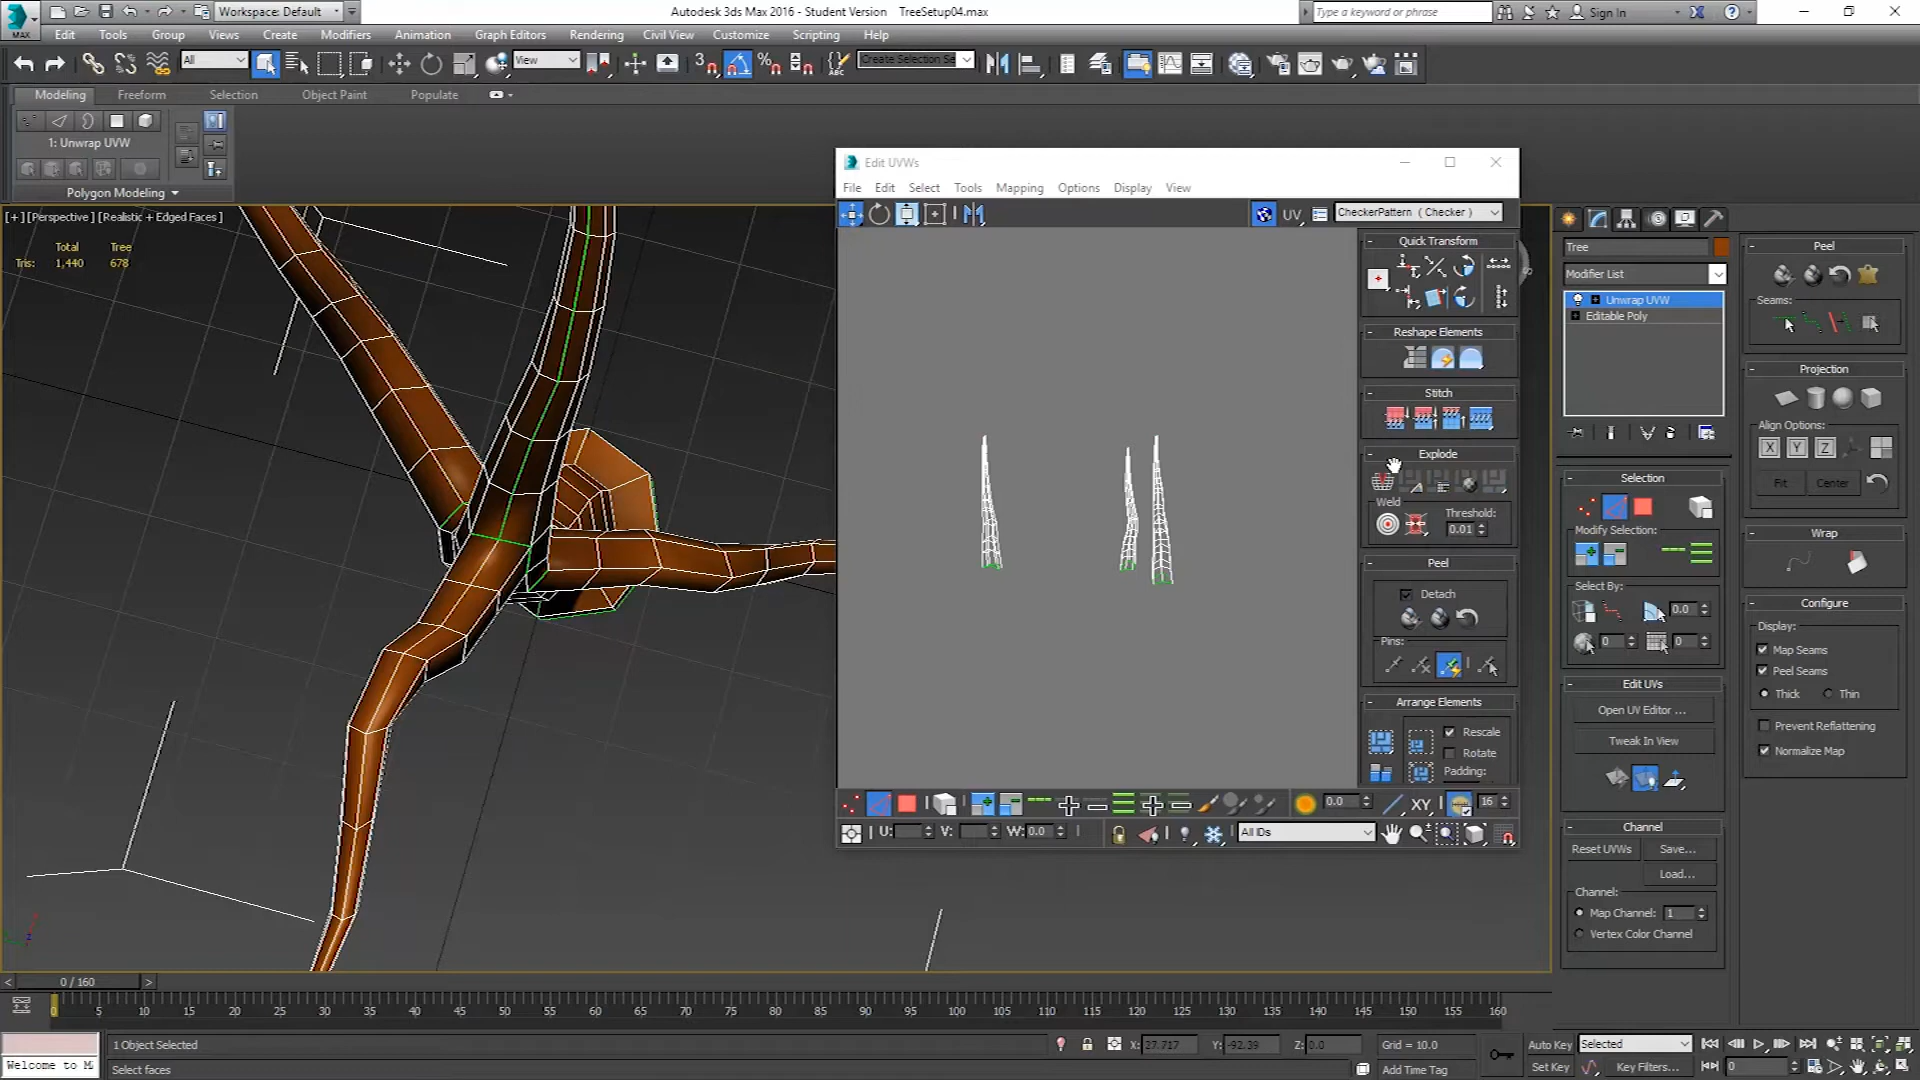 MAX
Workspace: Default
Autodesk 3ds Max 2016 - Student Version    TreeSetup04.max
Type a keyword or phrase
Sign In
Edit Tools Group Views Create Modifiers Animation Graph Editors Rendering Civil View Customize Scripting Help
All
View
3
ABC
Create Selection Se
Modeling Freeform Selection Object Paint Populate
1: Unwrap UVW
Polygon Modeling
[+] [Perspective] [Realistic + Edged Faces]
Total Tree
Tris: 1,440 678
Edit UVWs
File Edit Select Tools Mapping Options Display View
UV
CheckerPattern ( Checker )
Quick Transform
Reshape Elements
Stitch
Explode
Weld
Threshold:
0.01
Peel
Detach
Pins:
Arrange Elements
Rescale
Rotate
Padding:
0.0
XY
16
U:
V:
W: 0.0
All IDs
Tree
Modifier List
Unwrap UVW
Editable Poly
Selection
Modify Selection:
Select By:
0.0
0
0
Edit UVs
Open UV Editor ...
Tweak In View
Channel
Reset UVWs
Save...
Load...
Channel:
Map Channel: 1
Vertex Color Channel
Peel
Seams:
Projection
Align Options:
X Y Z
Fit
Center
Wrap
Configure
Display:
Map Seams
Peel Seams
Thick
Thin
Prevent Reflattening
Normalize Map
z
< 0 / 160 >
0 5 10 15 20 25 30 35 40 45 50 55 60 65 70 75 80 85 90 95 100 105 110 115 120 125 130 135 140 145 150 155 160
1 Object Selected
X: 27.717
Y: -92.39
Z: 0.0
Grid = 10.0
Auto Key
Selected
Welcome to M
Select faces
Add Time Tag
Set Key
Key Filters...
0